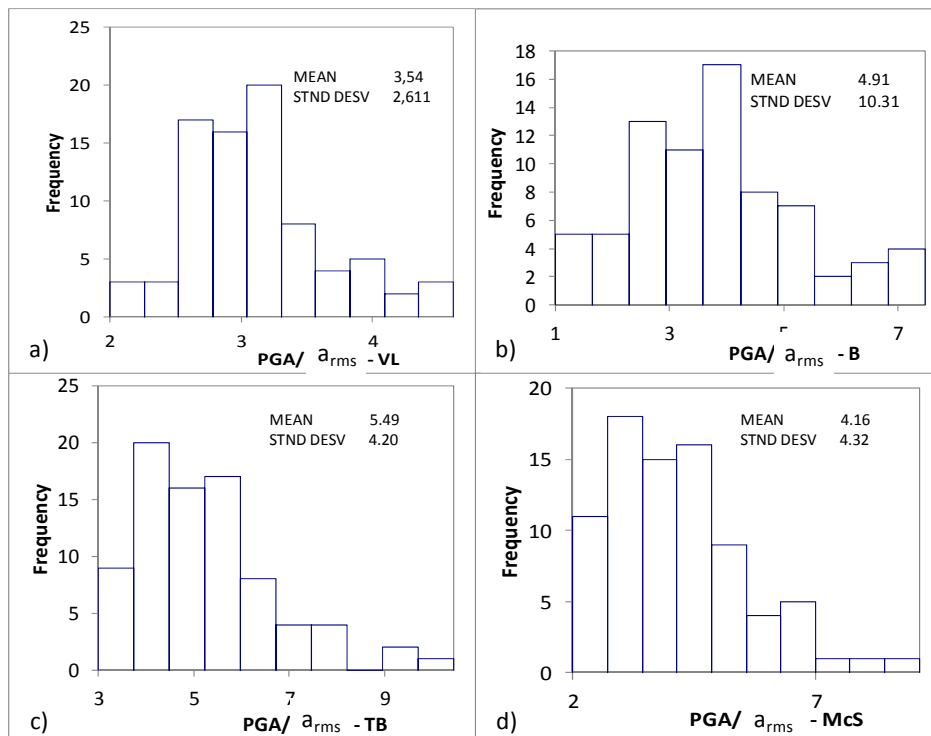 25
20
15
10
5
0
Frequency
MEAN 3,54
STND DESV 2,611
2 3 4
a) PGA/ arms - VL
18
16
14
12
10
8
6
4
2
0
Frequency
MEAN 4.91
STND DESV 10.31
1 3 5 7
b) PGA/ arms - B
25
20
15
10
5
0
Frequency
MEAN 5.49
STND DESV 4.20
3 5 7 9
c) PGA/ arms - TB
20
15
10
5
0
Frequency
MEAN 4.16
STND DESV 4.32
2 7
d) PGA/ arms - McS